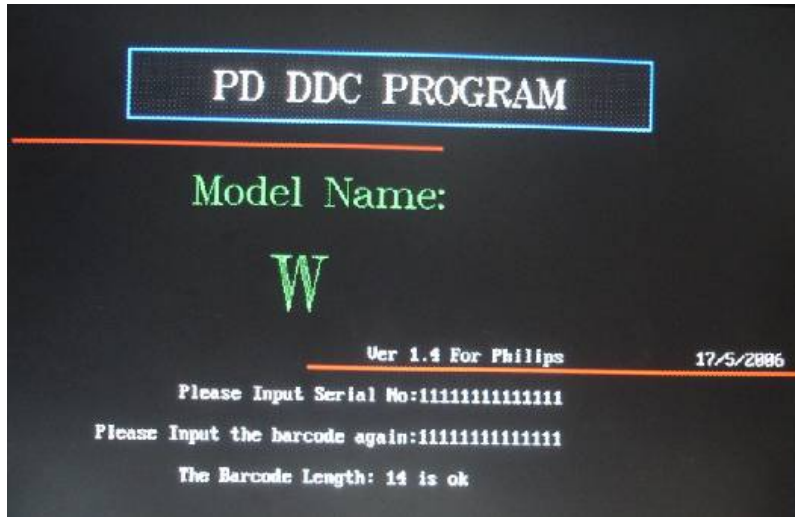 PD DDC PROGRAM
Model Name:
W
Ver 1.4 For Philips 17/5/2006
Please Input Serial No:11111111111111
Please Input the barcode again:11111111111111
The Barcode Length: 14 is ok